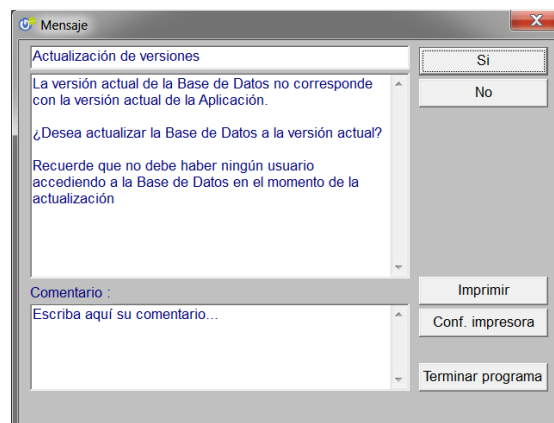 Mensaje
Actualización de versiones
Si
La versión actual de la Base de Datos no corresponde
con la versión actual de la Aplicación.
No
¿Desea actualizar la Base de Datos a la versión actual?
Recuerde que no debe haber ningún usuario
accediendo a la Base de Datos en el momento de la
actualización
Imprimir
Comentario :
Escriba aquí su comentario...
Conf. impresora
Terminar programa